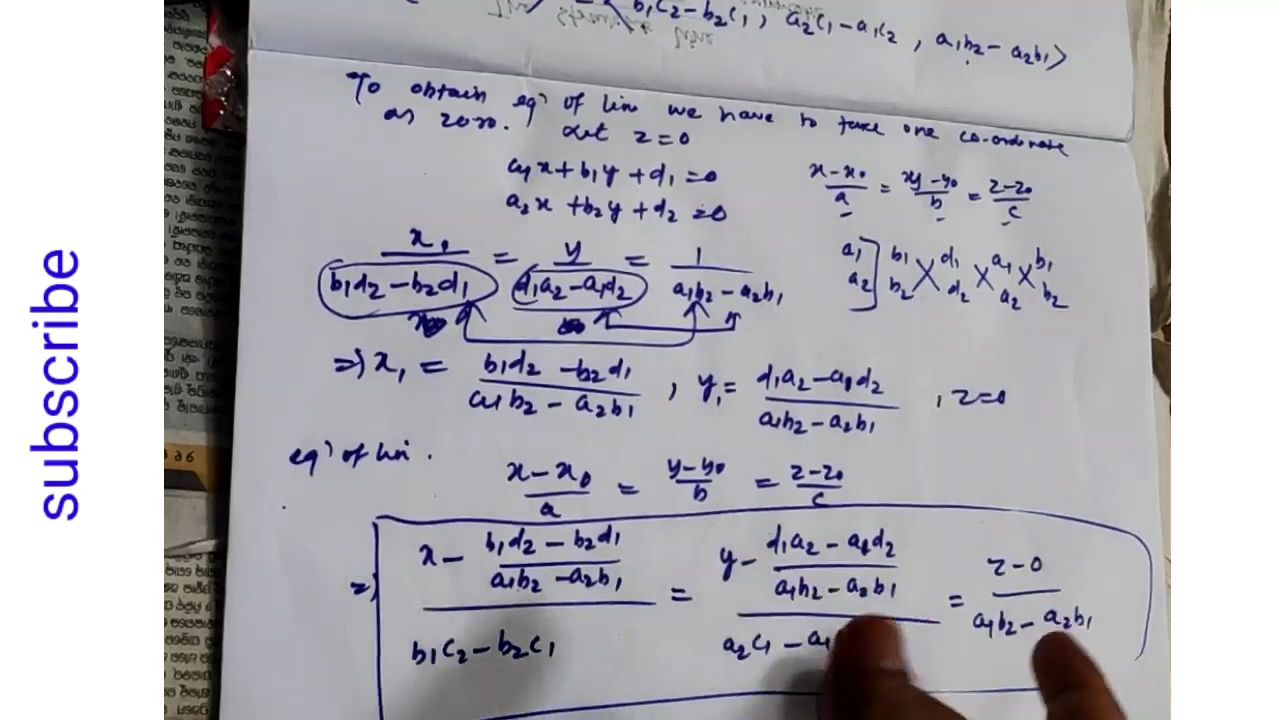 b₁c₂-b₂c₁, a₂c₁-a₁c₂, a₁b₂-a₂b₁>
To obtain eqⁿ of line we have to take one co-ordinate
as zero. Let z=0
a₁x+b₁y+d₁=0
a₂x+b₂y+d₂=0
(x-x₀)/a = (y-y₀)/b = (z-z₀)/c
x₁/(b₁d₂-b₂d₁) = y/(d₁a₂-a₁d₂) = 1/(a₁b₂-a₂b₁)
a₁] b₁ d₁ a₁ b₁
a₂] b₂ d₂ a₂ b₂
⇒ x₁ = (b₁d₂-b₂d₁)/(a₁b₂-a₂b₁), y₁ = (d₁a₂-a₁d₂)/(a₁b₂-a₂b₁), z=0
eqⁿ of lin.
(x-x₀)/a = (y-y₀)/b = (z-z₀)/c
⇒ (x-(b₁d₂-b₂d₁)/(a₁b₂-a₂b₁))/(b₁c₂-b₂c₁) = (y-(d₁a₂-a₁d₂)/(a₁b₂-a₂b₁))/(a₂c₁-a₁ = (z-0)/(a₁b₂-a₂b₁)
subscribe